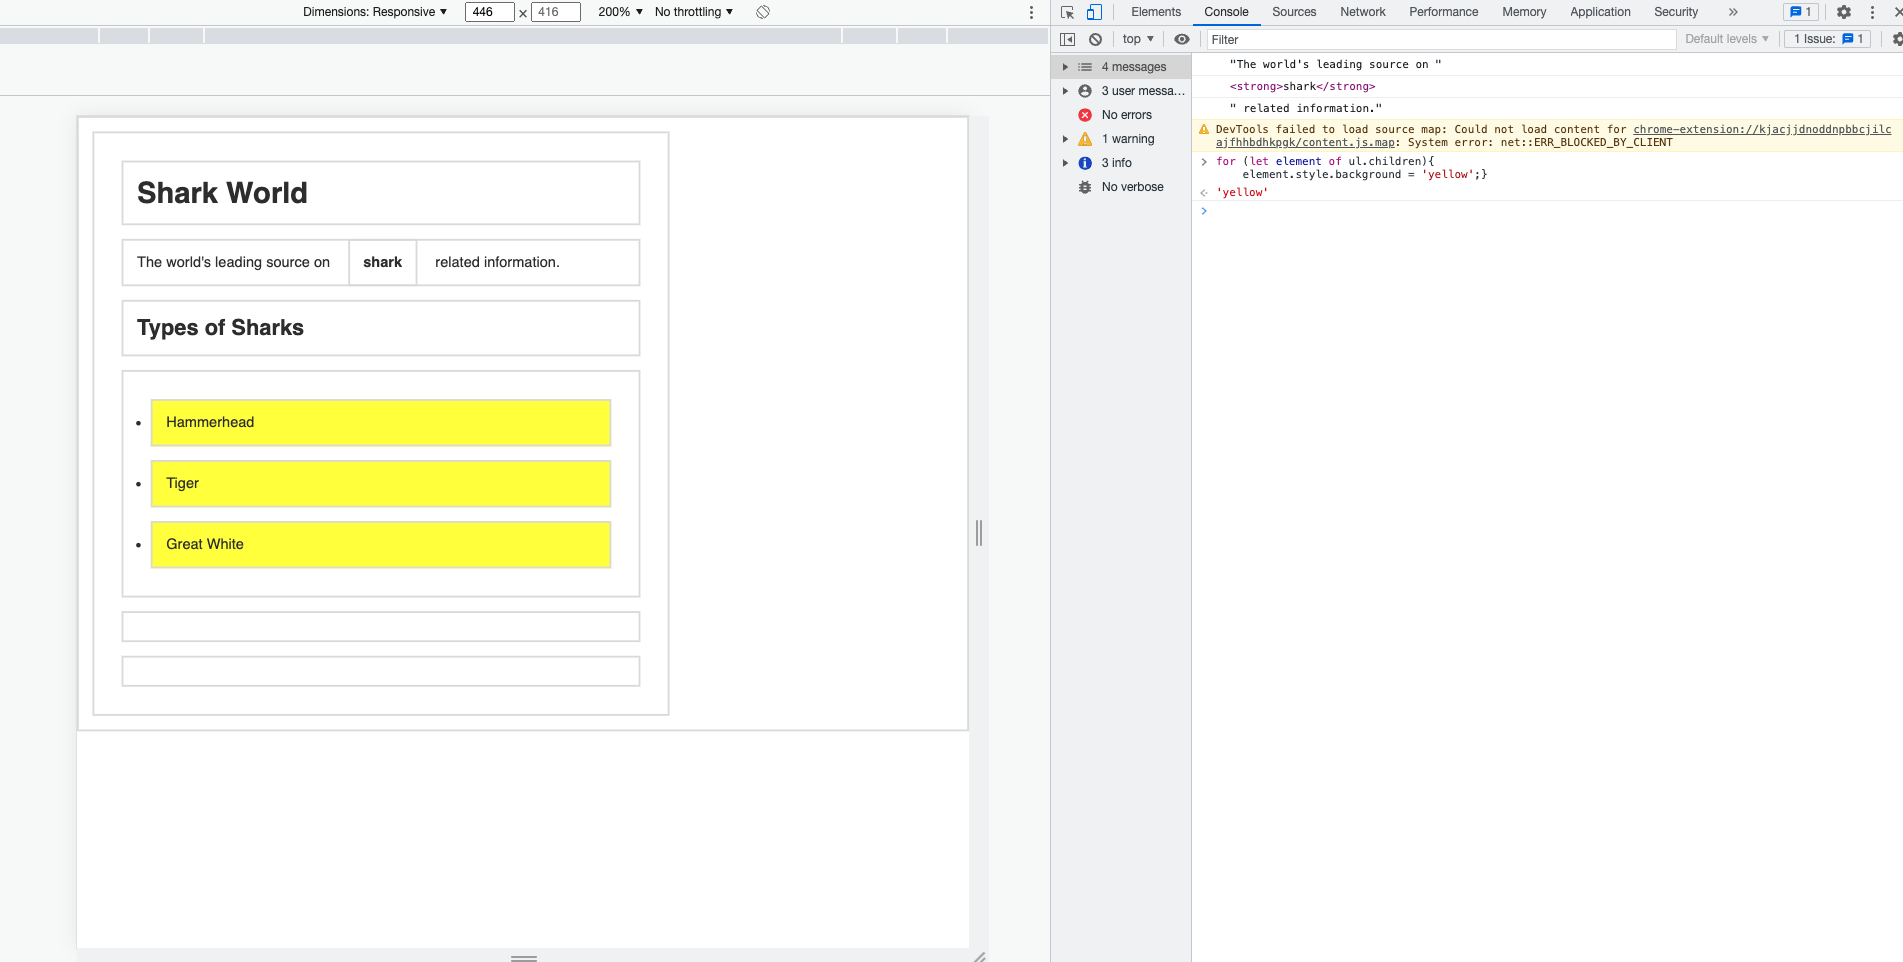 Dimensions: Responsive ▼ 446 × 416 200% ▼ No throttling ▼
Elements Console Sources Network Performance Memory Application Security » 1
top ▼ Filter Default levels ▼ 1 Issue: 1
Shark World
The world's leading source on shark related information.
Types of Sharks
• Hammerhead
• Tiger
• Great White
4 messages
3 user messa...
No errors
1 warning
3 info
No verbose
"The world's leading source on "
<strong>shark</strong>
" related information."
DevTools failed to load source map: Could not load content for chrome-extension://kjacjjdnoddnpbbcjilc
ajfhhbdhkpgk/content.js.map: System error: net::ERR_BLOCKED_BY_CLIENT
> for (let element of ul.children){
element.style.background = 'yellow';}
'yellow'
>